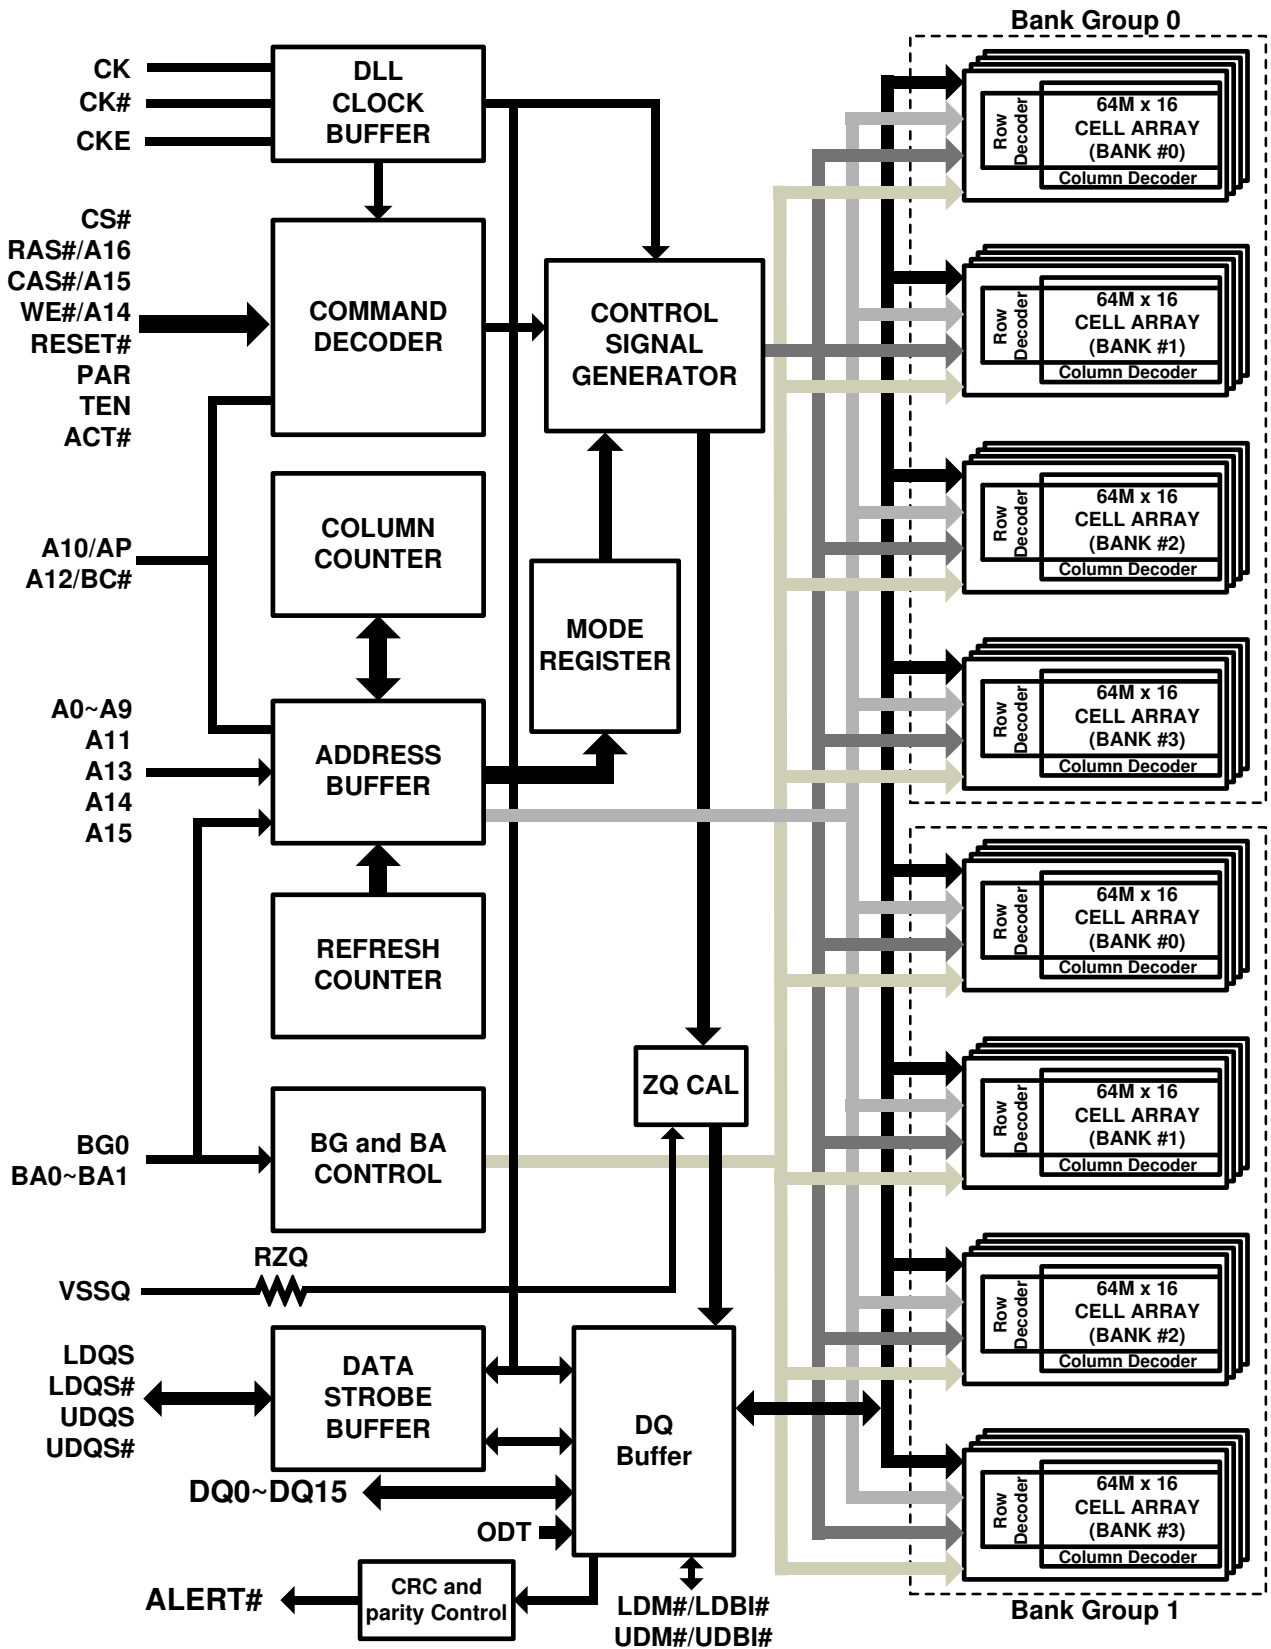 Bank Group 0
CK
CK#
CKE
DLL
CLOCK
BUFFER
CS#
RAS#/A16
CAS#/A15
WE#/A14
RESET#
PAR
TEN
ACT#
COMMAND
DECODER
CONTROL
SIGNAL
GENERATOR
A10/AP
A12/BC#
COLUMN
COUNTER
MODE
REGISTER
A0~A9
A11
A13
A14
A15
ADDRESS
BUFFER
REFRESH
COUNTER
ZQ CAL
BG0
BA0~BA1
BG and BA
CONTROL
RZQ
VSSQ
LDQS
LDQS#
UDQS
UDQS#
DATA
STROBE
BUFFER
DQ
Buffer
DQ0~DQ15
ODT
ALERT#
CRC and
parity Control
LDM#/LDBI#
UDM#/UDBI#
Row
Decoder
64M x 16
CELL ARRAY
(BANK #0)
Column Decoder
Row
Decoder
64M x 16
CELL ARRAY
(BANK #1)
Column Decoder
Row
Decoder
64M x 16
CELL ARRAY
(BANK #2)
Column Decoder
Row
Decoder
64M x 16
CELL ARRAY
(BANK #3)
Column Decoder
Row
Decoder
64M x 16
CELL ARRAY
(BANK #0)
Column Decoder
Row
Decoder
64M x 16
CELL ARRAY
(BANK #1)
Column Decoder
Row
Decoder
64M x 16
CELL ARRAY
(BANK #2)
Column Decoder
Row
Decoder
64M x 16
CELL ARRAY
(BANK #3)
Column Decoder
Bank Group 1